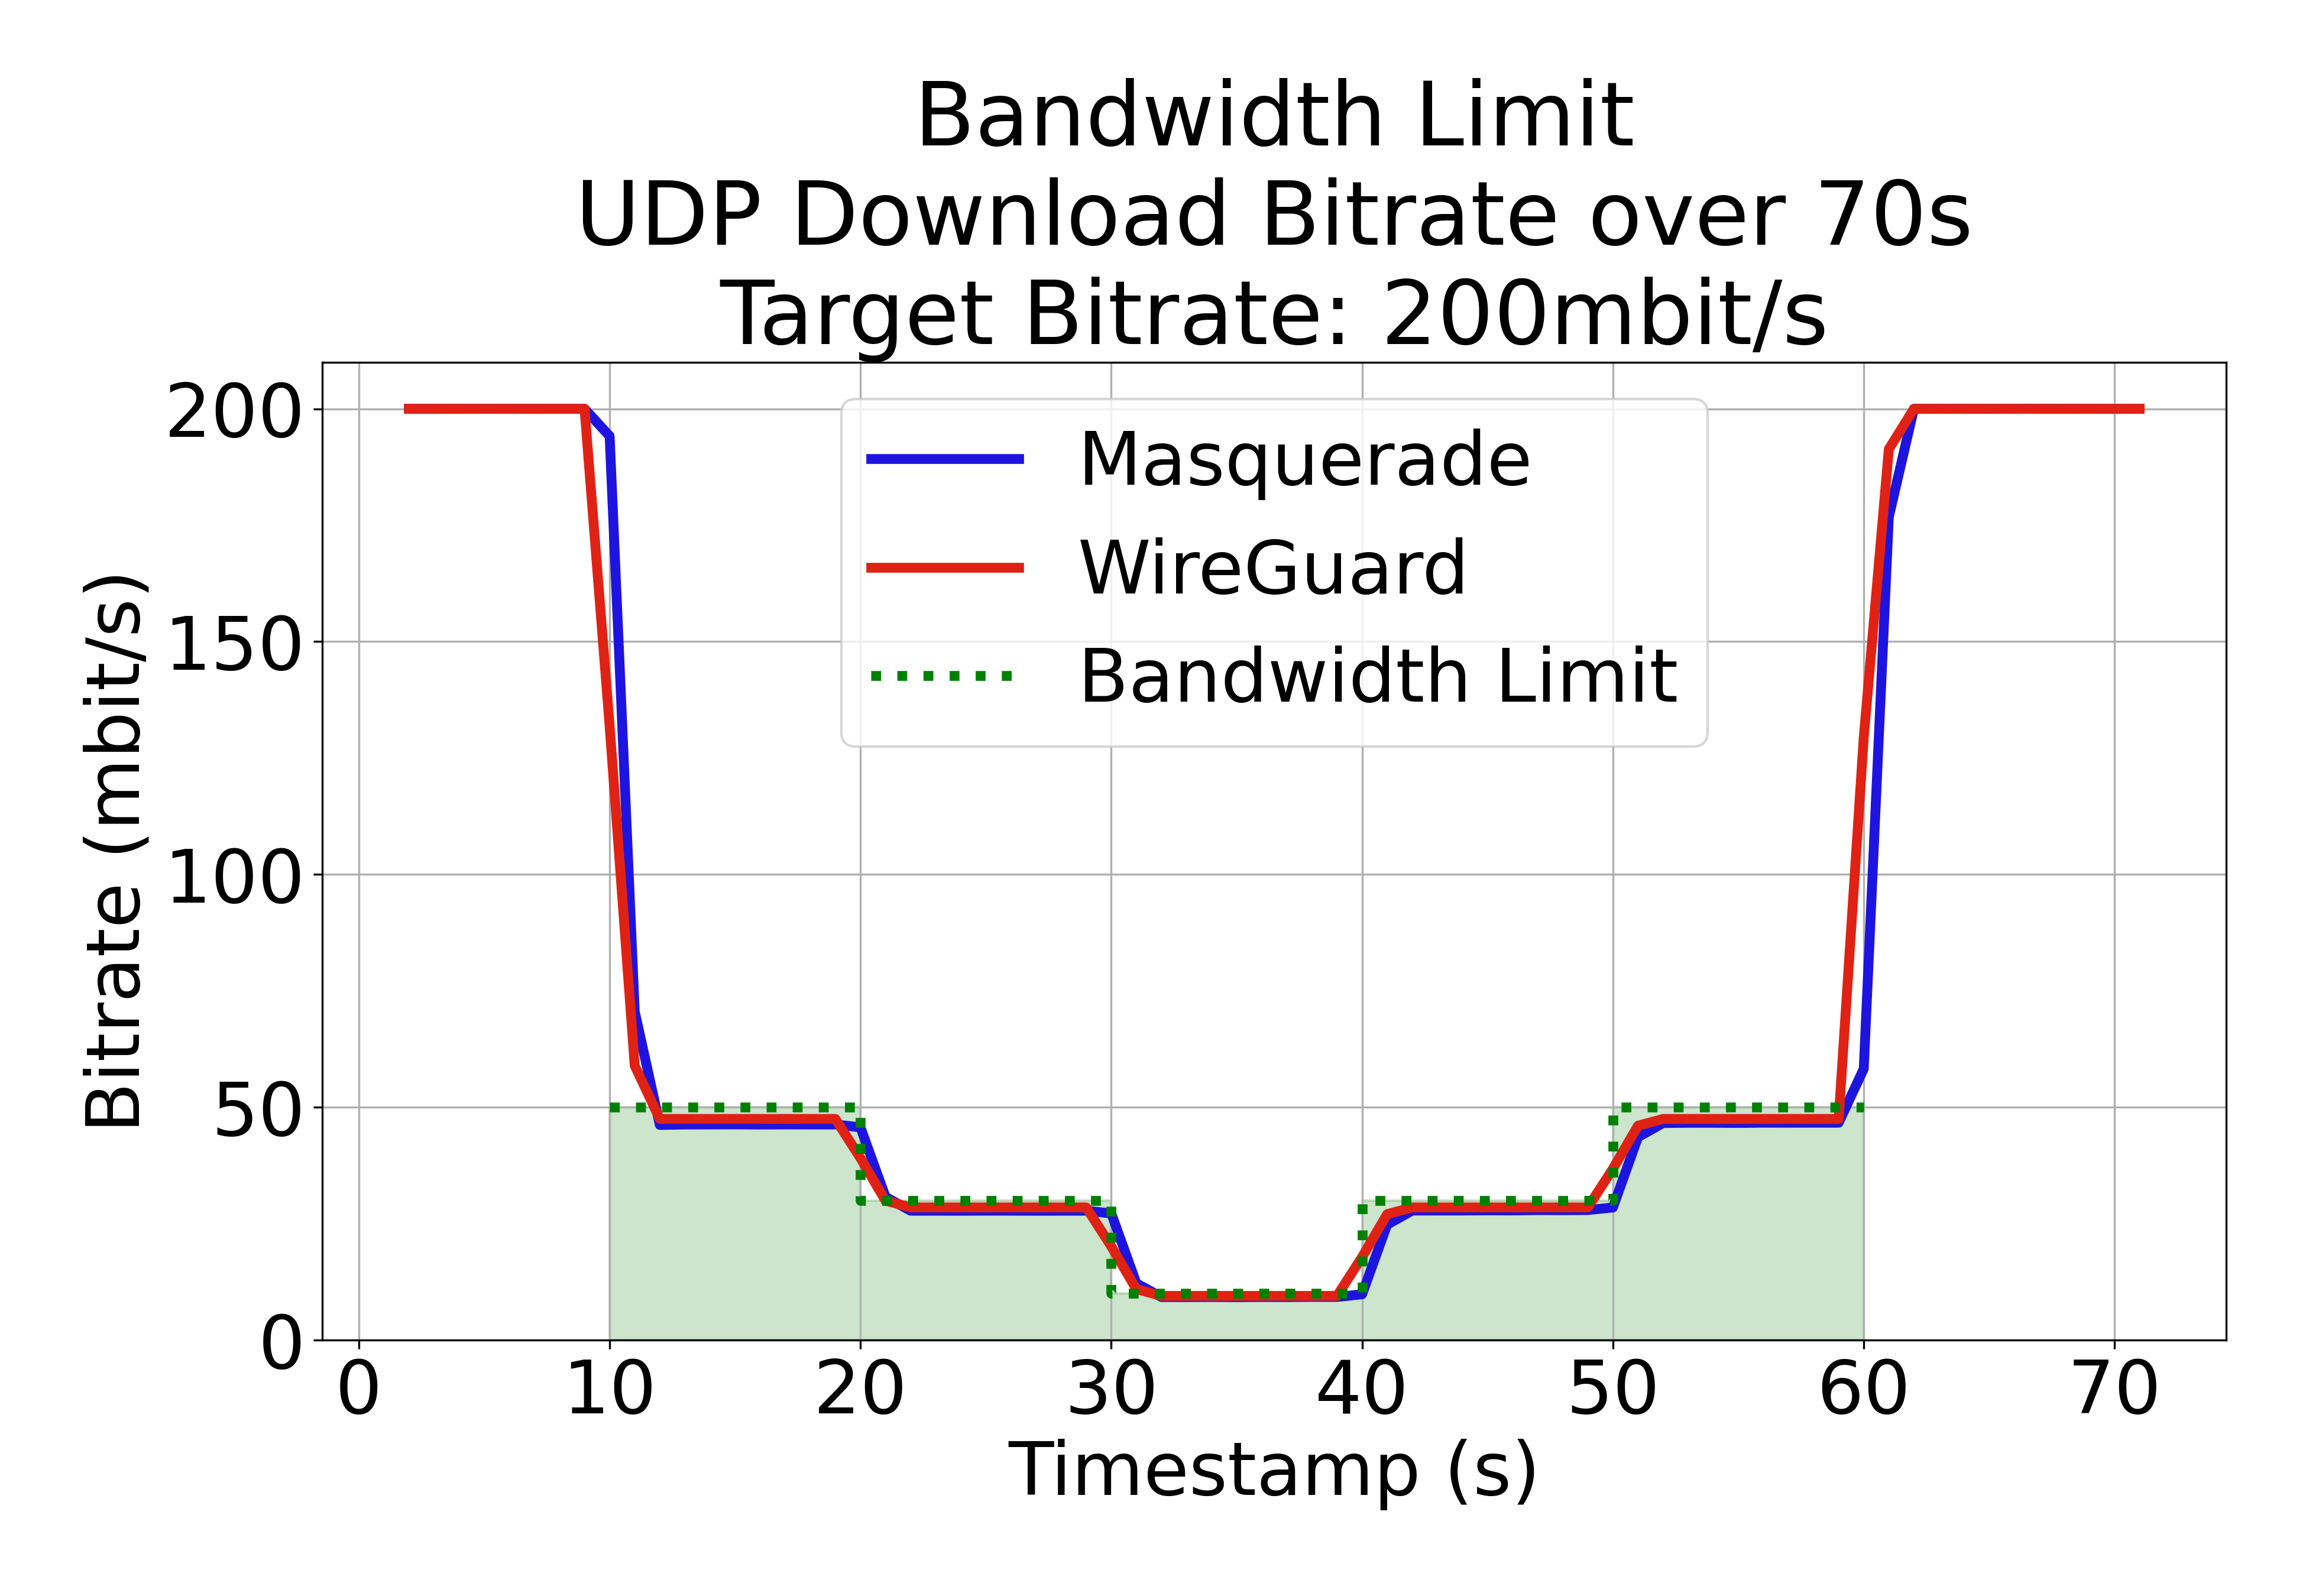 Bandwidth Limit
UDP Download Bitrate over 70s
Target Bitrate: 200mbit/s
Bitrate (mbit/s)
200
150
100
50
0
Masquerade
WireGuard
Bandwidth Limit
0 10 20 30 40 50 60 70
Timestamp (s)